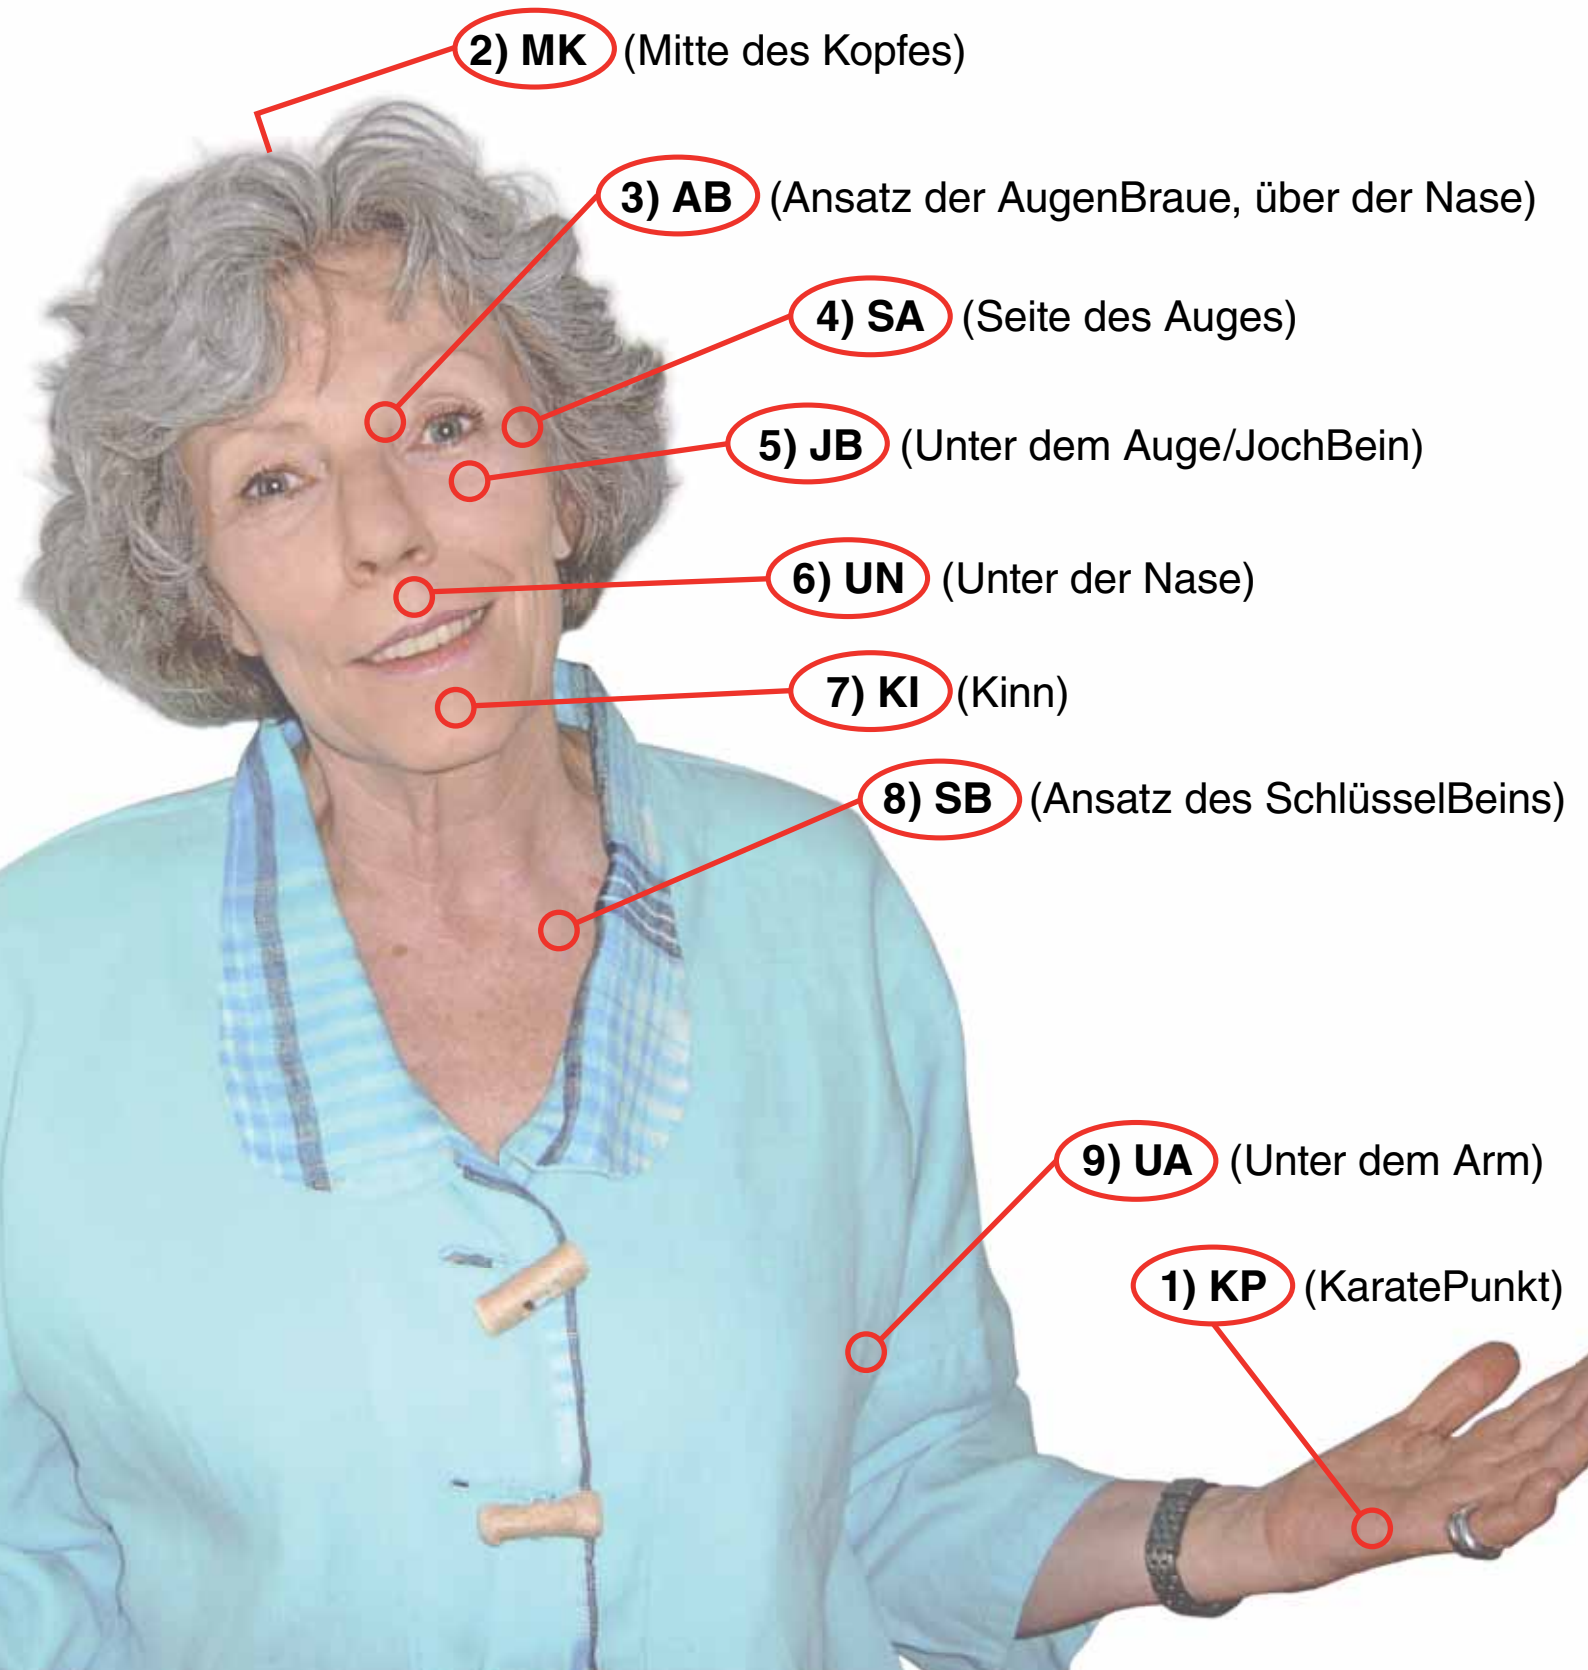 2) MK (Mitte des Kopfes)
3) AB (Ansatz der AugenBraue, über der Nase)
4) SA (Seite des Auges)
5) JB (Unter dem Auge/JochBein)
6) UN (Unter der Nase)
7) KI (Kinn)
8) SB (Ansatz des SchlüsselBeins)
9) UA (Unter dem Arm)
1) KP (KaratePunkt)